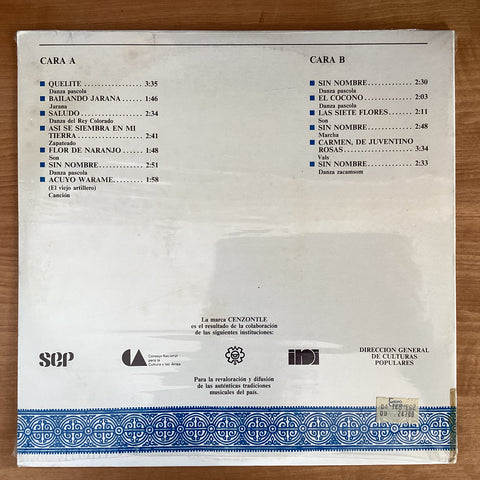 CARA A
QUELITE .................. 3:35
Danza pascola
BAILANDO JARANA ...... 1:46
Jarana
SALUDO .................. 2:34
Danza del Rey Colorado
ASI SE SIEMBRA EN MI
TIERRA .................. 2:41
Zapateado
FLOR DE NARANJO ........ 1:48
Son
SIN NOMBRE .............. 2:51
Danza pascola
ACUYO WARAME .......... 1:58
(El viejo artillero)
Canción
CARA B
SIN NOMBRE .............. 2:30
Danza pascola
EL COCONO .............. 2:03
Danza pascola
LAS SIETE FLORES ........ 2:11
Son
SIN NOMBRE .............. 2:48
Marcha
CARMEN, DE JUVENTINO
ROSAS .................. 3:34
Vals
SIN NOMBRE .............. 2:33
Danza zacamsom
La marca CENZONTLE
es el resultado de la colaboración
de las siguientes instituciones:
SEP
CA
Consejo Nacional
para la
Cultura y las Artes
ini
DIRECCION GENERAL
DE CULTURAS
POPULARES
Para la revaloración y difusión
de las auténticas tradiciones
musicales del país.